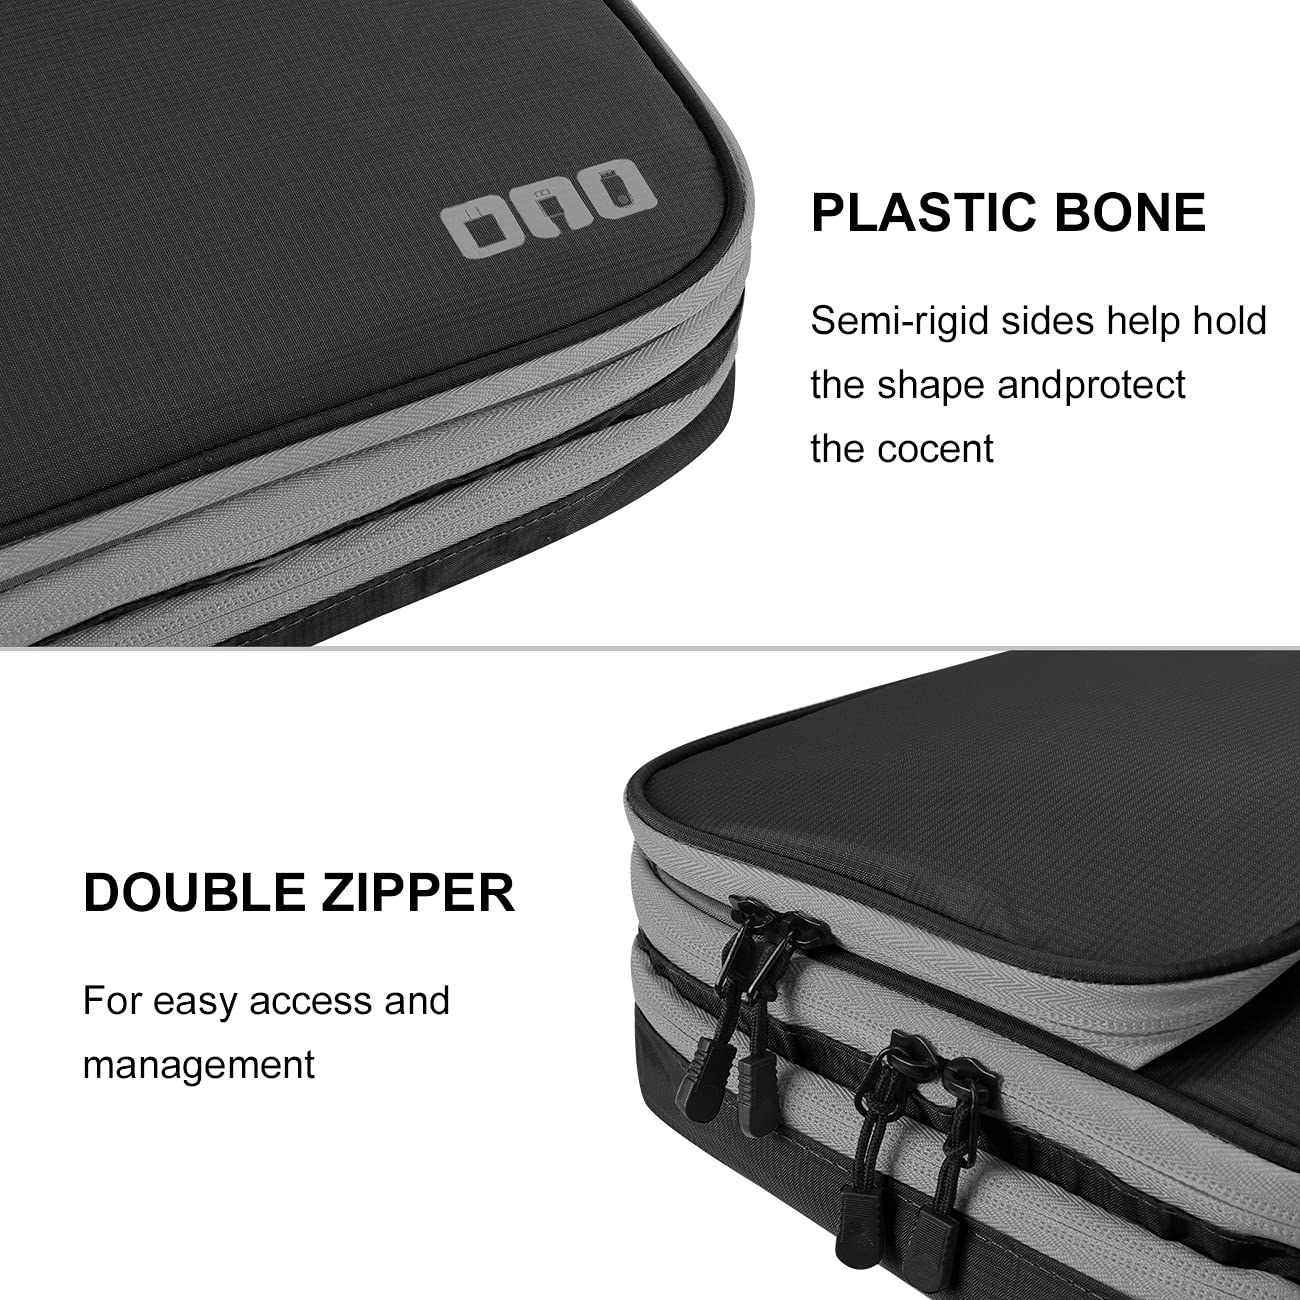 PLASTIC BONE
Semi-rigid sides help hold
the shape andprotect
the cocent
DOUBLE ZIPPER
For easy access and
management